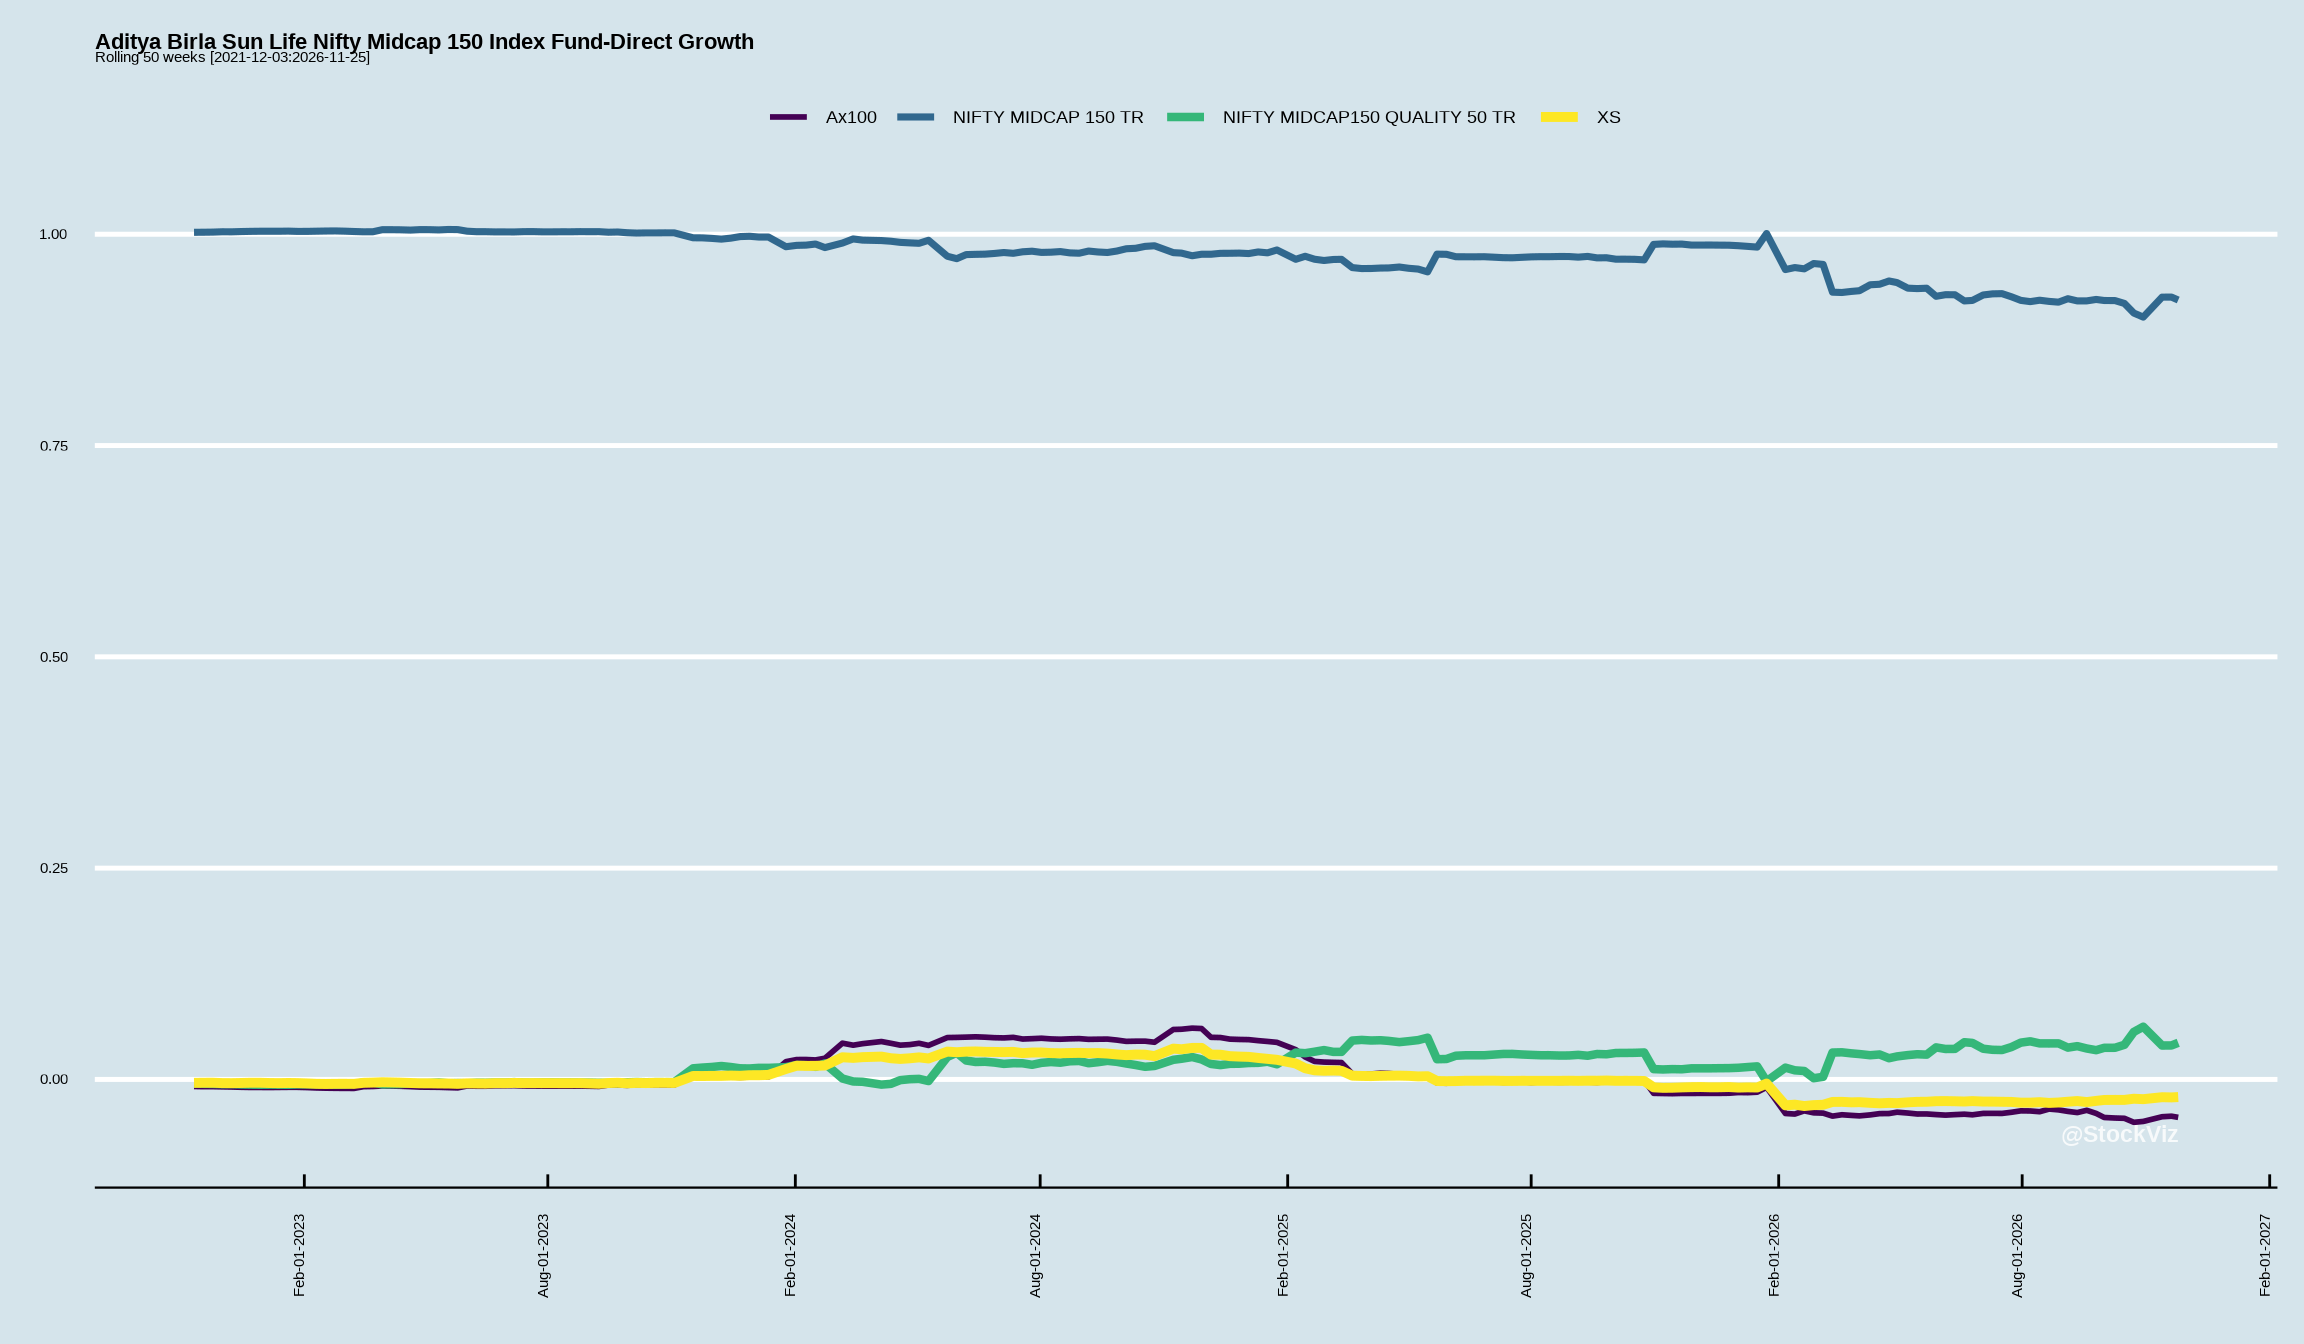 Aditya Birla Sun Life Nifty Midcap 150 Index Fund-Direct Growth
Rolling 50 weeks [2021-12-03:2026-11-25]
Ax100 NIFTY MIDCAP 150 TR NIFTY MIDCAP150 QUALITY 50 TR XS
1.00
0.75
0.50
0.25
0.00
@StockViz
Feb-01-2023
Aug-01-2023
Feb-01-2024
Aug-01-2024
Feb-01-2025
Aug-01-2025
Feb-01-2026
Aug-01-2026
Feb-01-2027